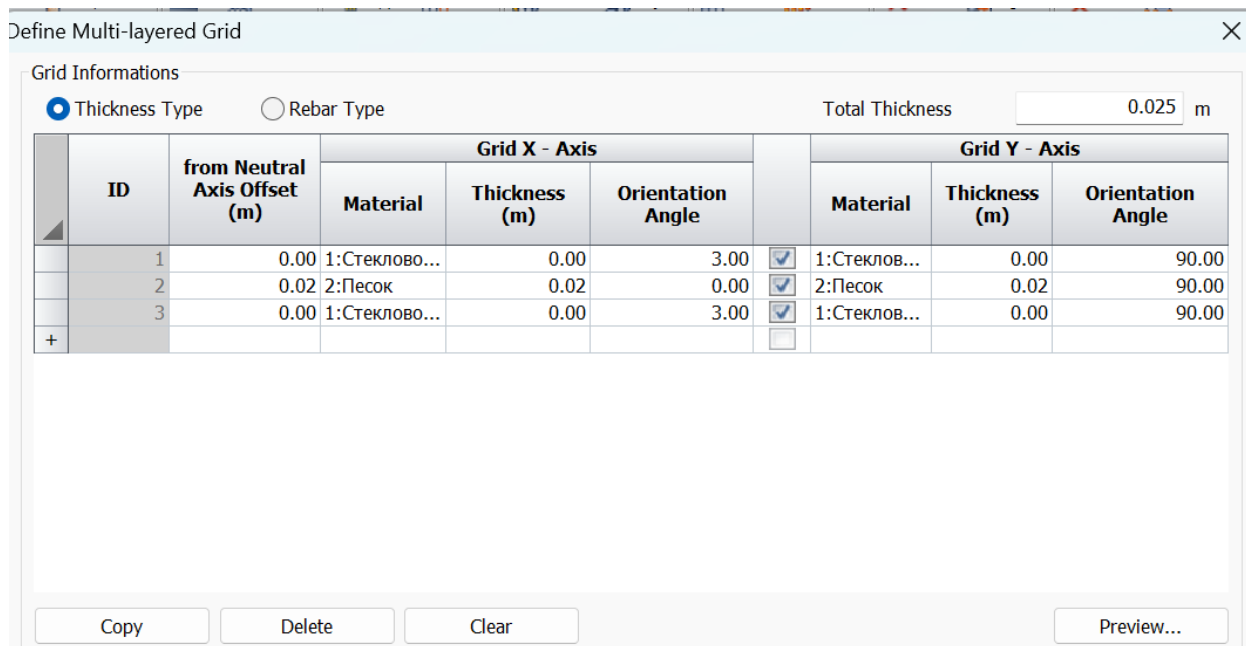 Define Multi-layered Grid
Grid Informations
Thickness Type Rebar Type Total Thickness 0.025 m
ID from Neutral Axis Offset (m) Grid X - Axis Grid Y - Axis
Material Thickness (m) Orientation Angle Material Thickness (m) Orientation Angle
1 0.00 1:Стеклово... 0.00 3.00 1:Стеклов... 0.00 90.00
2 0.02 2:Песок 0.02 0.00 2:Песок 0.02 90.00
3 0.00 1:Стеклово... 0.00 3.00 1:Стеклов... 0.00 90.00
+
Copy Delete Clear Preview...